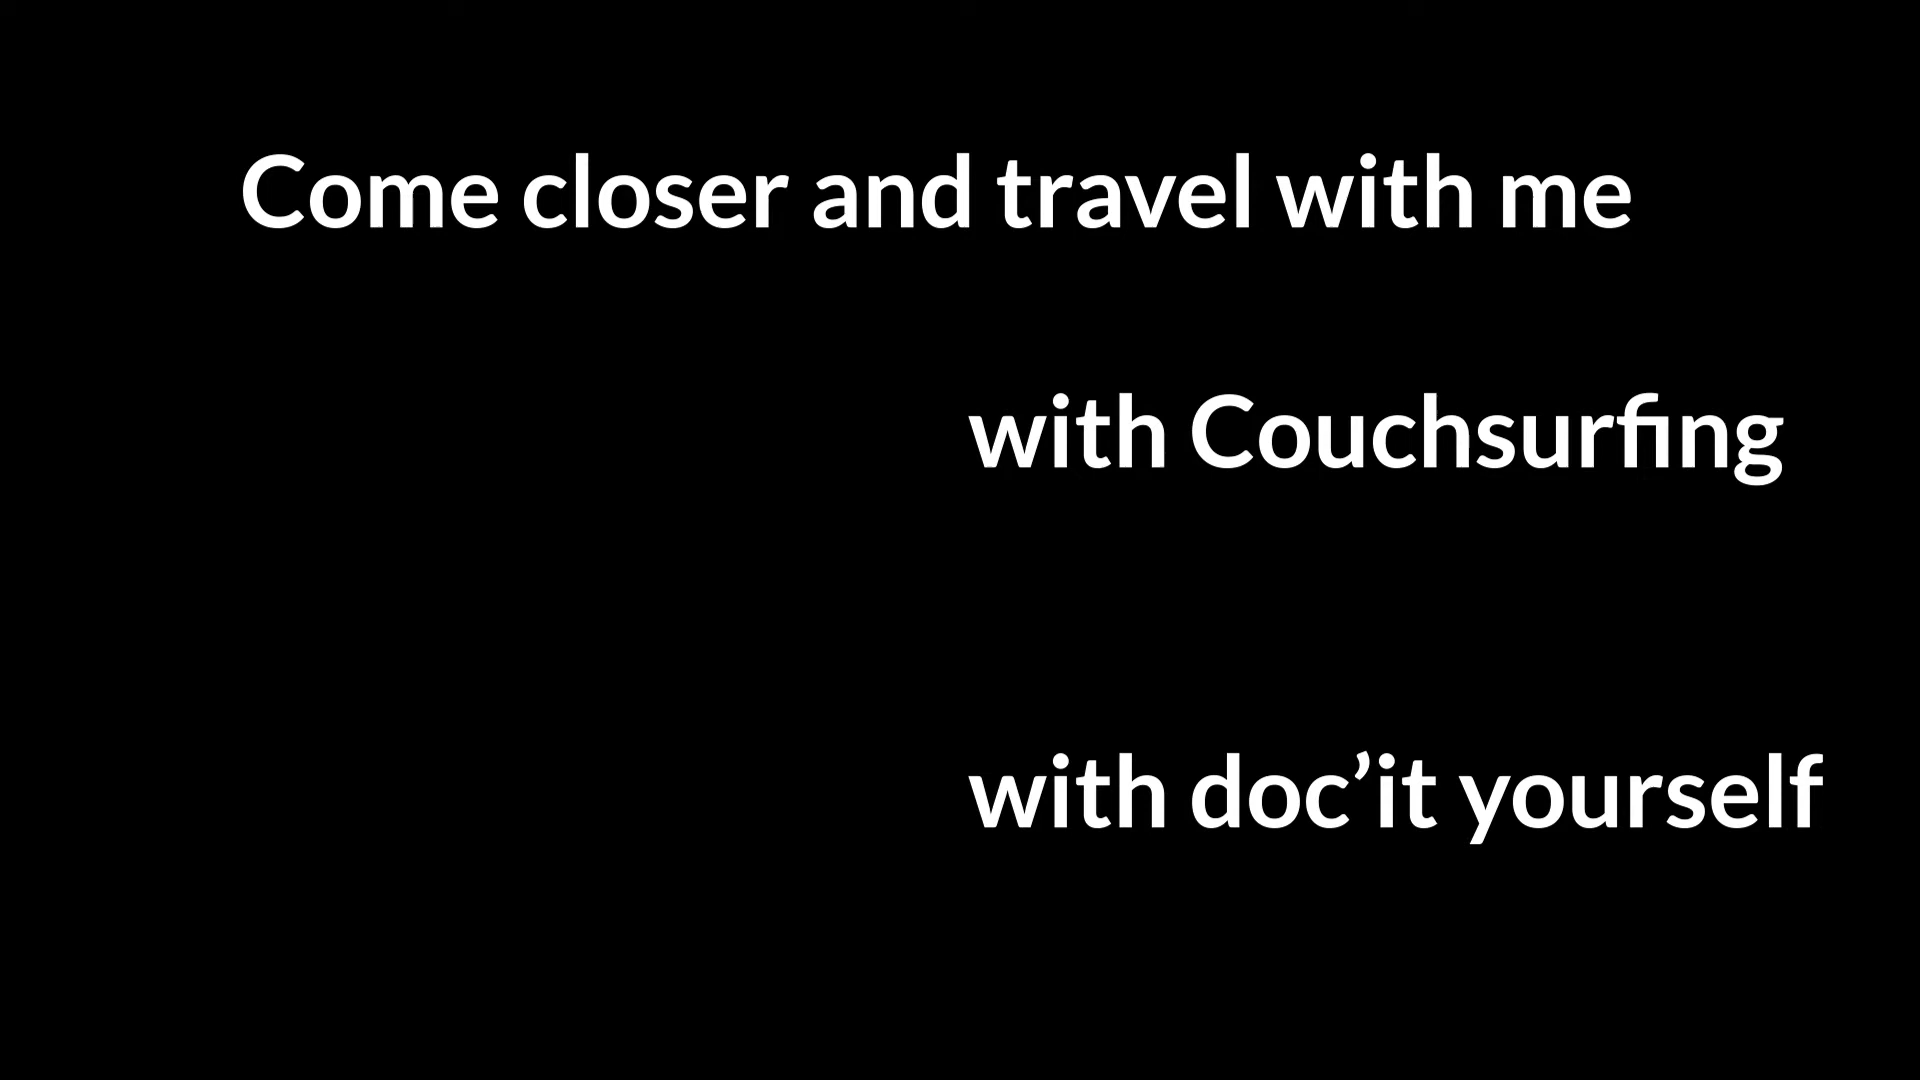 Come closer and travel with me
with Couchsurfing
with doc’it yourself